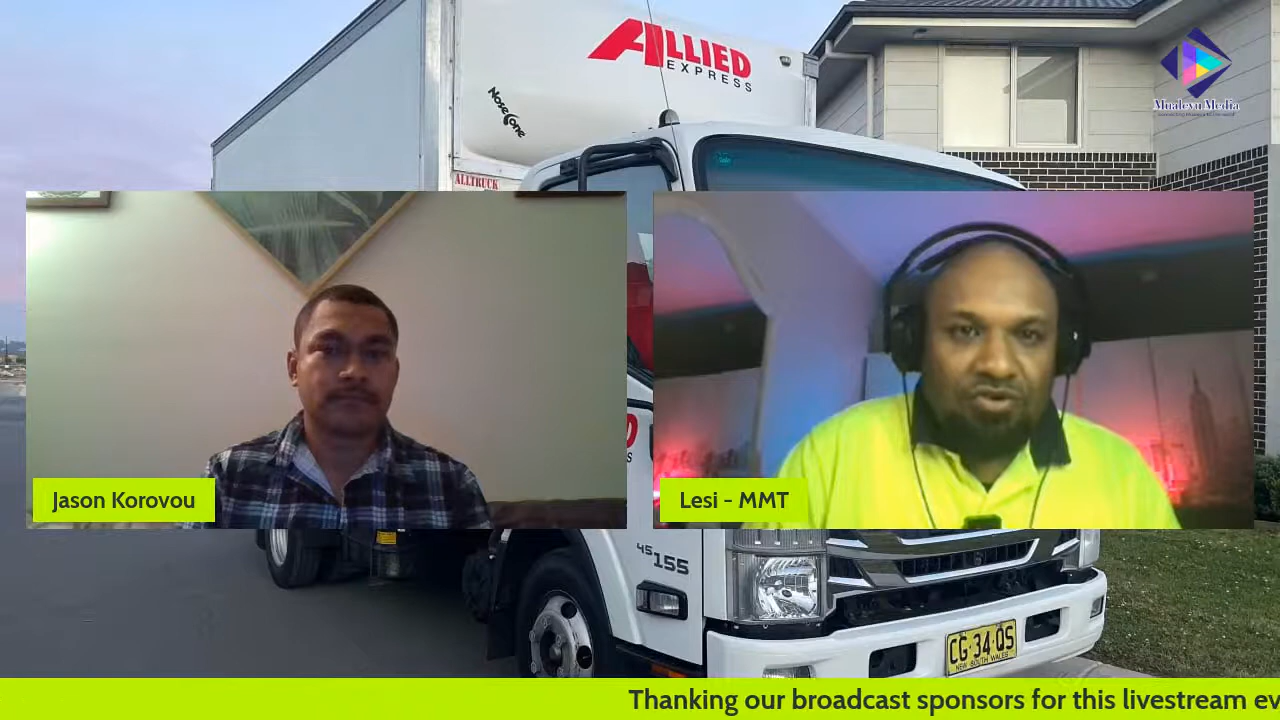 ALLIED
EXPRESS
NoseCone
ALLTRUCK
Mualevu Media
Jason Korovou
Lesi - MMT
45155
CG·34·QS
NEW SOUTH WALES
Thanking our broadcast sponsors for this livestream ev